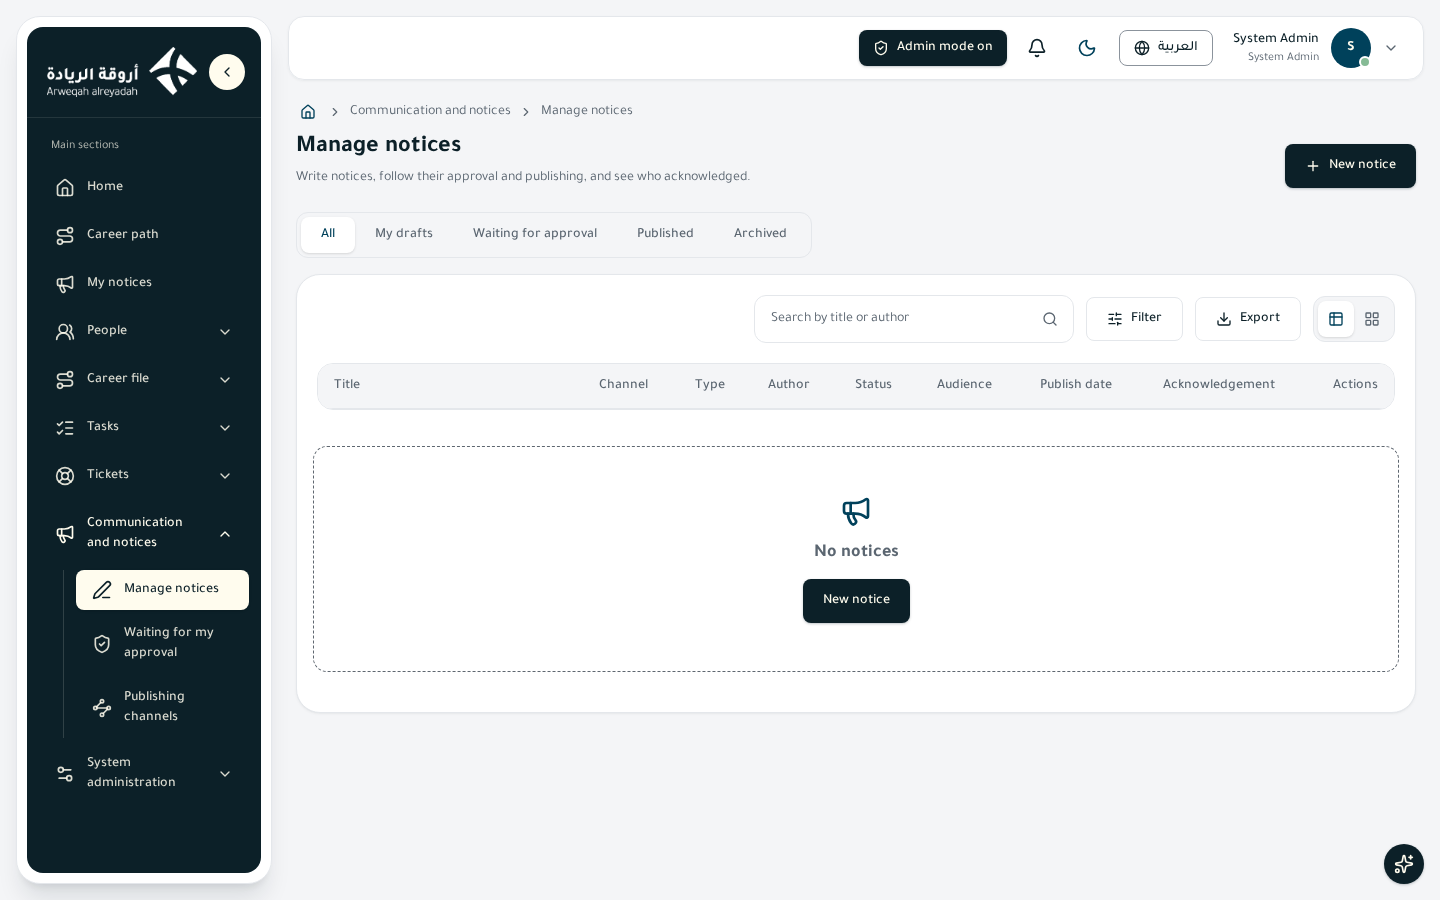 أروقة الريادة
Arweqah alreyadah
Main sections
Home
Career path
My notices
People
Career file
Tasks
Tickets
Communication
and notices
Manage notices
Waiting for my
approval
Publishing
channels
System
administration
Admin mode on
العربية
System Admin
System Admin
S
Communication and notices
Manage notices
Manage notices
Write notices, follow their approval and publishing, and see who acknowledged.
New notice
All My drafts Waiting for approval Published Archived
Search by title or author
Filter
Export
Title Channel Type Author Status Audience Publish date Acknowledgement Actions
No notices
New notice